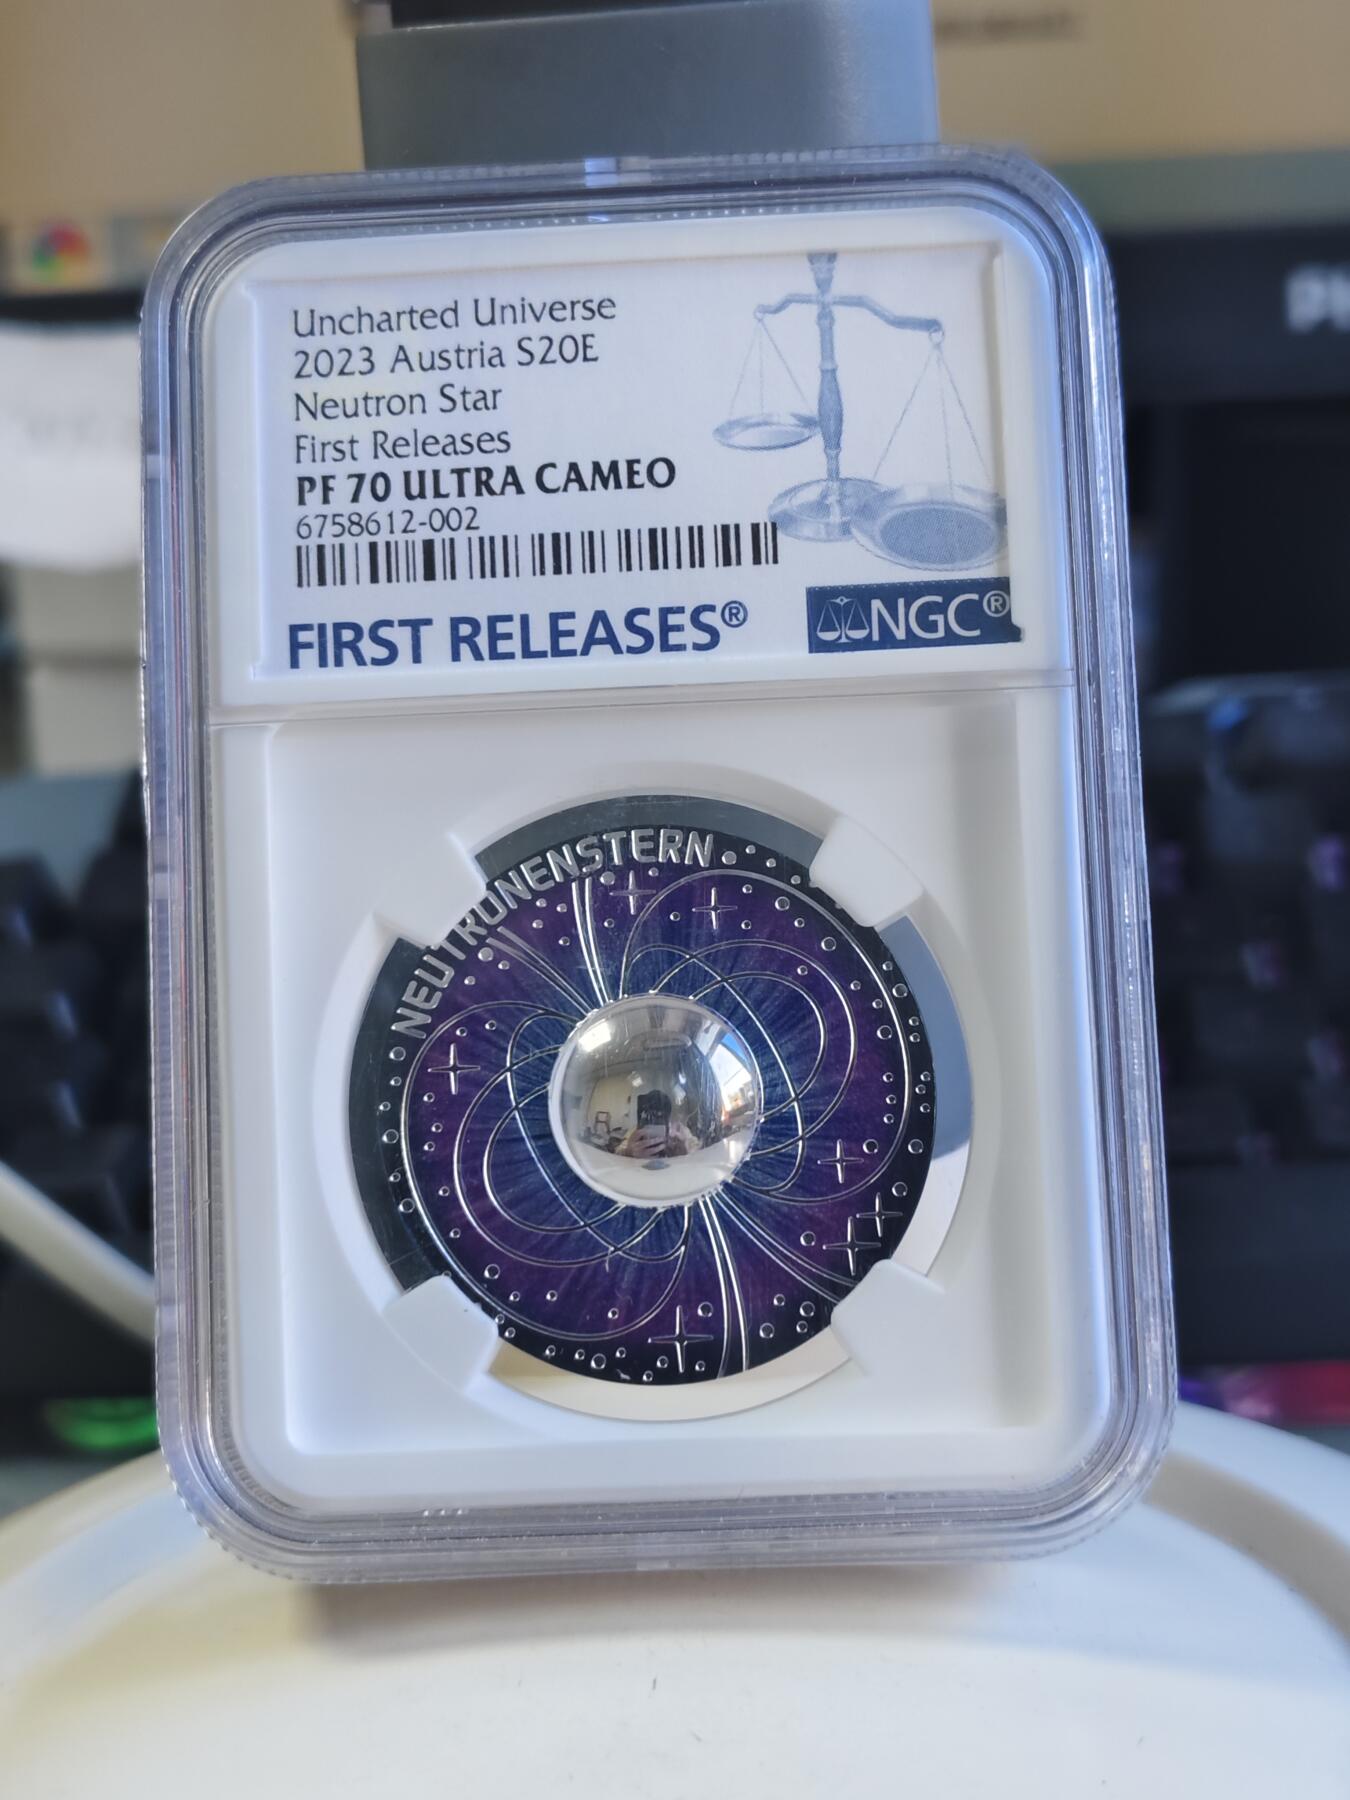 Uncharted Universe
2023 Austria S20E
Neutron Star
First Releases
PF 70 ULTRA CAMEO
6758612-002
FIRST RELEASES®
NGC®
NEUTRONENSTERN